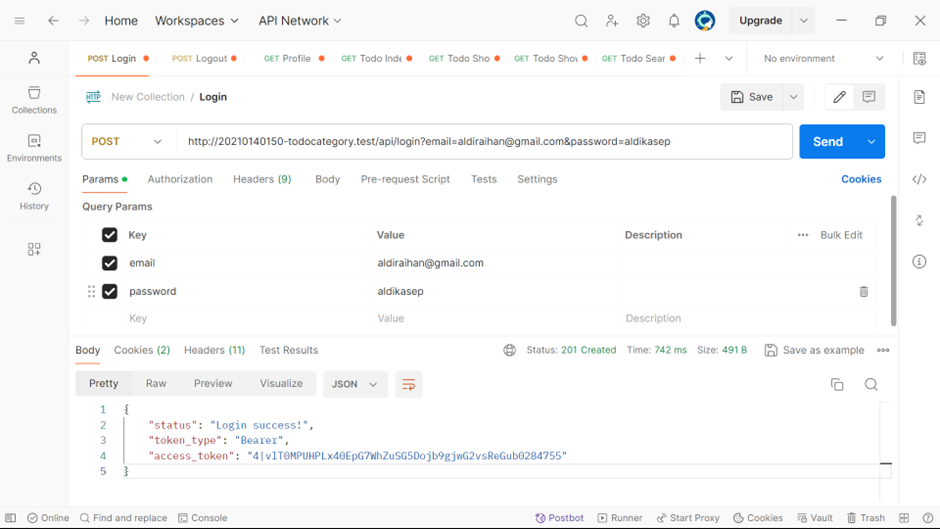 Home Workspaces API Network Upgrade
POST Login POST Logout GET Profile GET Todo Inde GET Todo Sho GET Todo Shov GET Todo Sear No environment
HTTP New Collection / Login Save
POST http://20210140150-todocategory.test/api/login?email=aldiraihan@gmail.com&password=aldikasep Send
Collections
Environments
History
Params Authorization Headers (9) Body Pre-request Script Tests Settings Cookies
Query Params
Key Value Description Bulk Edit
email aldiraihan@gmail.com
password aldikasep
Key Value Description
Body Cookies (2) Headers (11) Test Results Status: 201 Created Time: 742 ms Size: 491 B Save as example
Pretty Raw Preview Visualize JSON
1 {
2 "status": "Login success!",
3 "token_type": "Bearer",
4 "access_token": "4|vlT0MPUHPLx40EpG7WhZuSG5Dojb9gjwG2vsReGub0284755"
5 }
Online Find and replace Console Postbot Runner Start Proxy Cookies Vault Trash